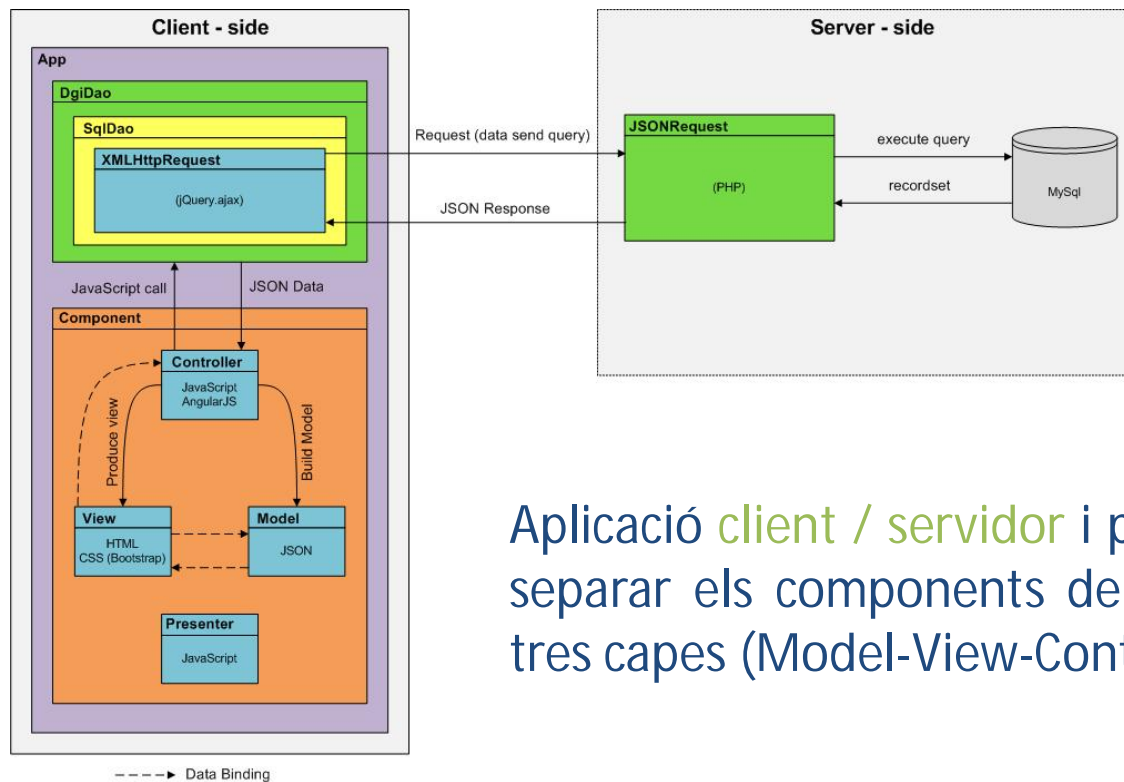 Client - side
App
DgiDao
SqlDao
XMLHttpRequest
(jQuery.ajax)
JavaScript call
JSON Data
Component
Controller
JavaScript
AngularJS
Produce view
Build Model
View
HTML
CSS (Bootstrap)
Model
JSON
Presenter
JavaScript
Data Binding
Request (data send query)
JSON Response
Server - side
JSONRequest
(PHP)
execute query
recordset
MySql
Aplicació client / servidor i
separar els components de
tres capes (Model-View-Cont